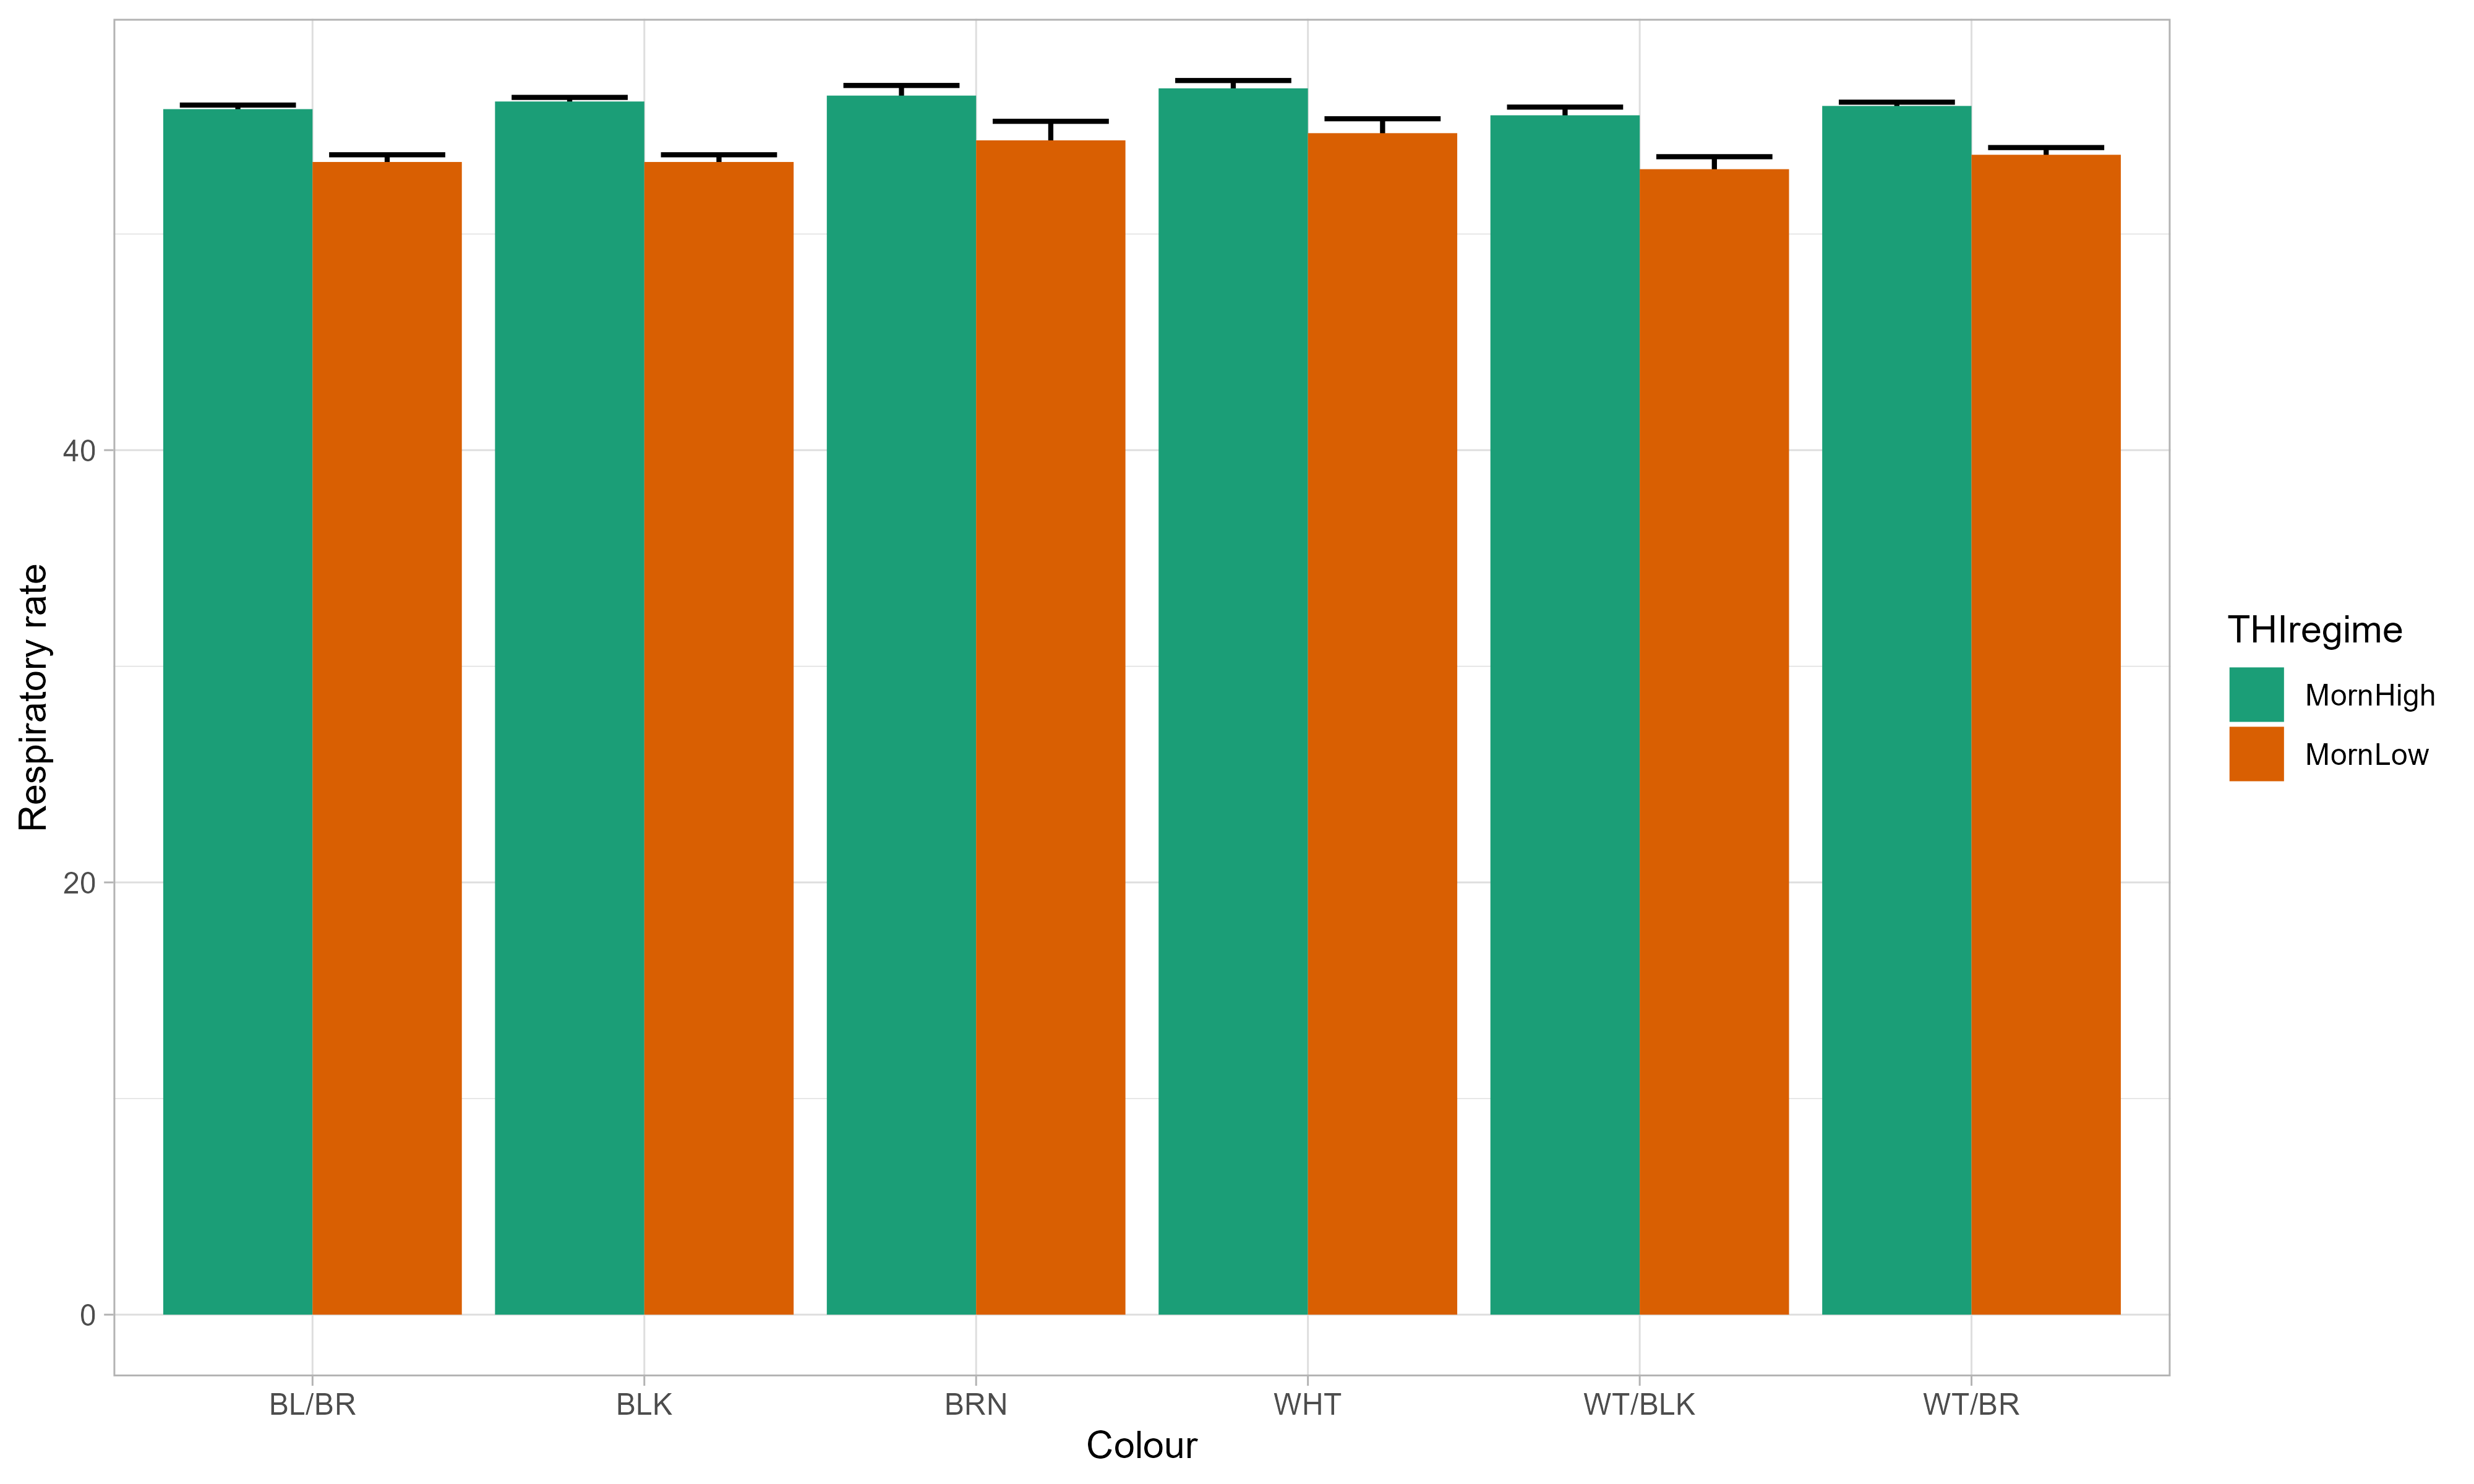 Respiratory rate
40
20
0
BL/BR
BLK
BRN
WHT
WT/BLK
WT/BR
Colour
THIregime
MornHigh
MornLow